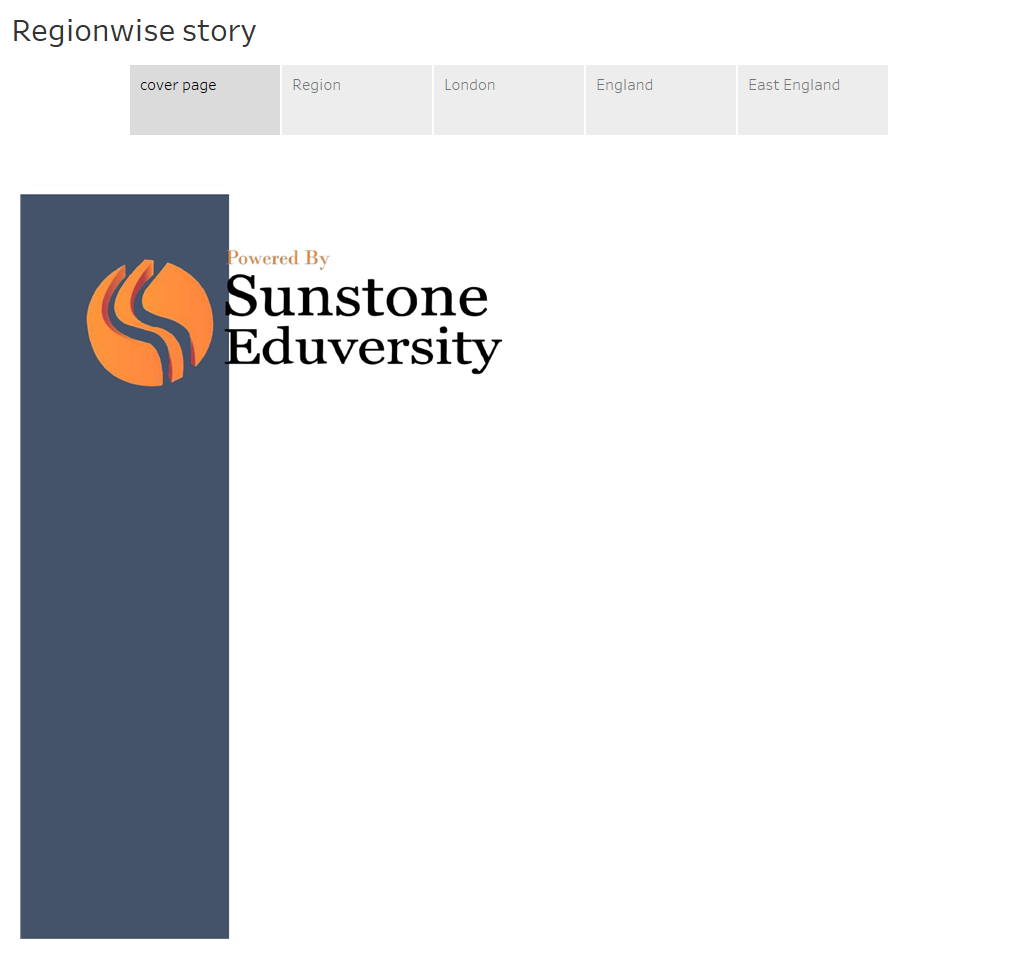 Regionwise story
cover page
Region
London
England
East England
Powered By
Sunstone
Eduversity